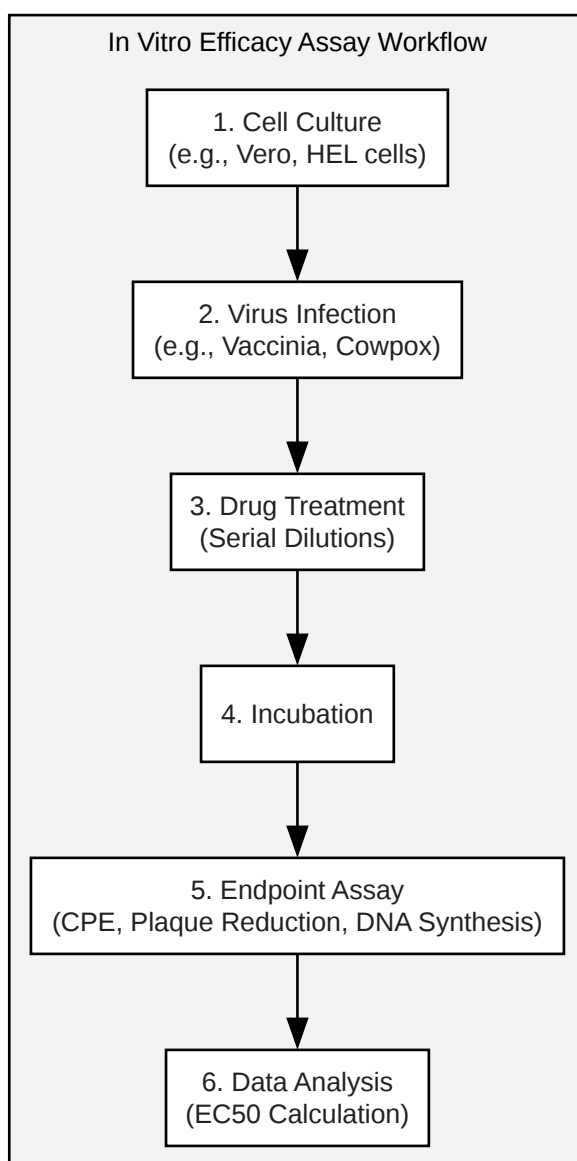 In Vitro Efficacy Assay Workflow
1. Cell Culture
(e.g., Vero, HEL cells)
2. Virus Infection
(e.g., Vaccinia, Cowpox)
3. Drug Treatment
(Serial Dilutions)
4. Incubation
5. Endpoint Assay
(CPE, Plaque Reduction, DNA Synthesis)
6. Data Analysis
(EC50 Calculation)